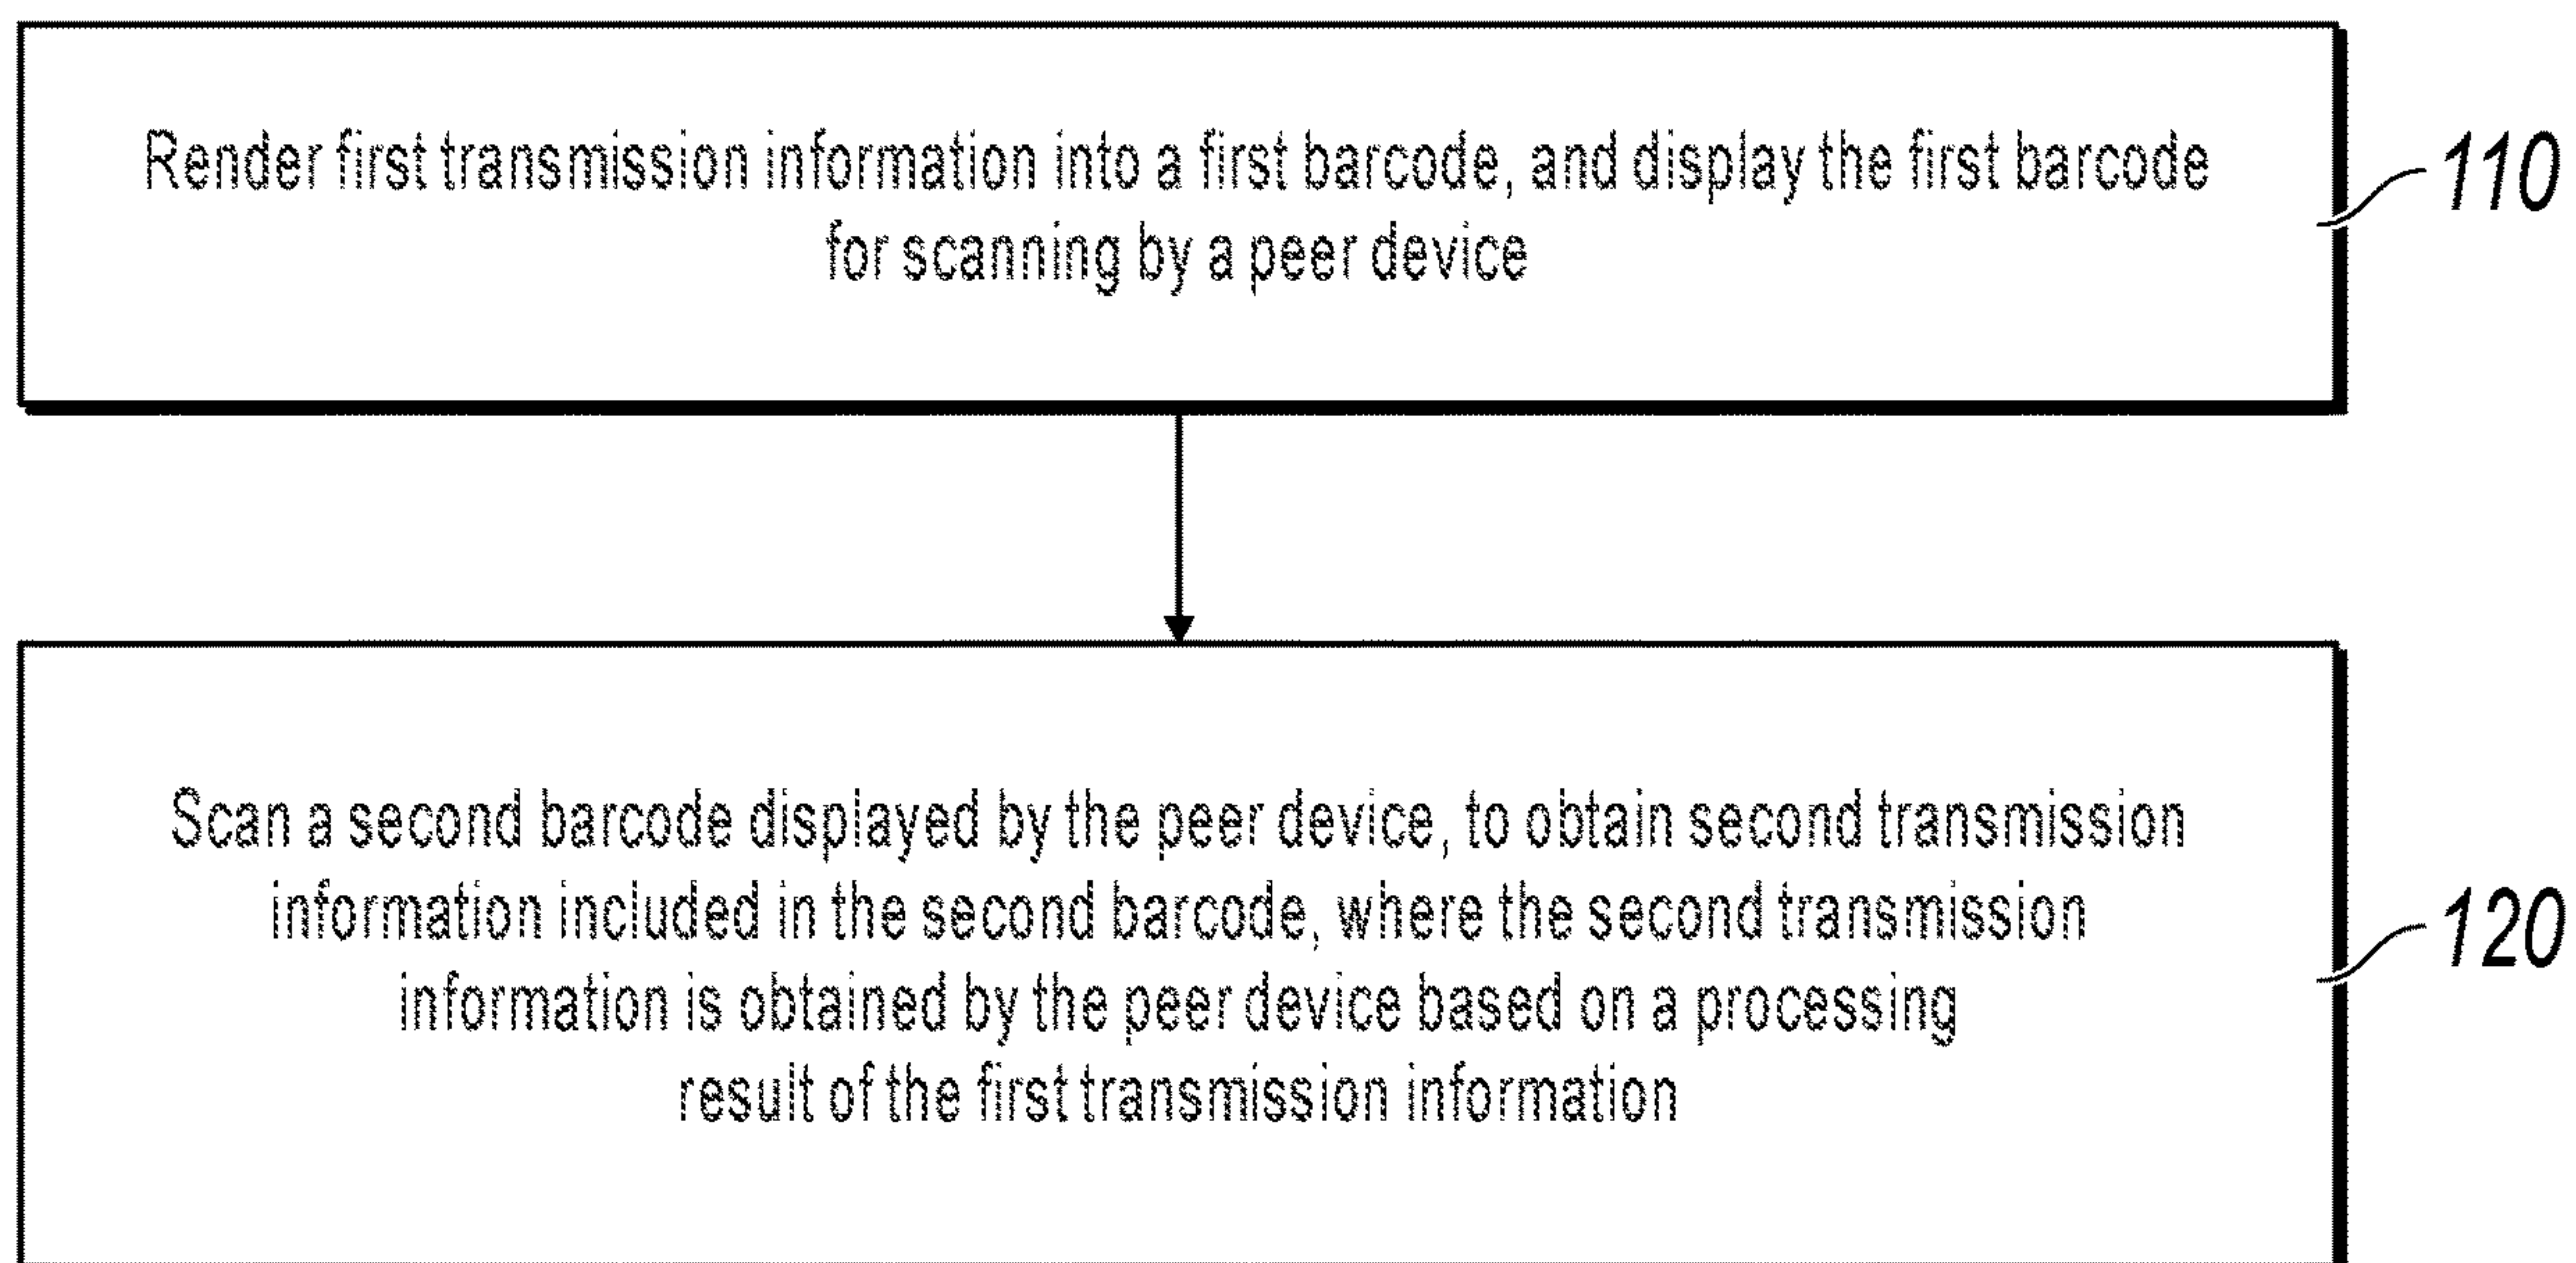 Render first transmission information into a first barcode, and display the first barcode
for scanning by a peer device
110
Scan a second barcode displayed by the peer device, to obtain second transmission
information included in the second barcode, where the second transmission
information is obtained by the peer device based on a processing
result of the first transmission information
120